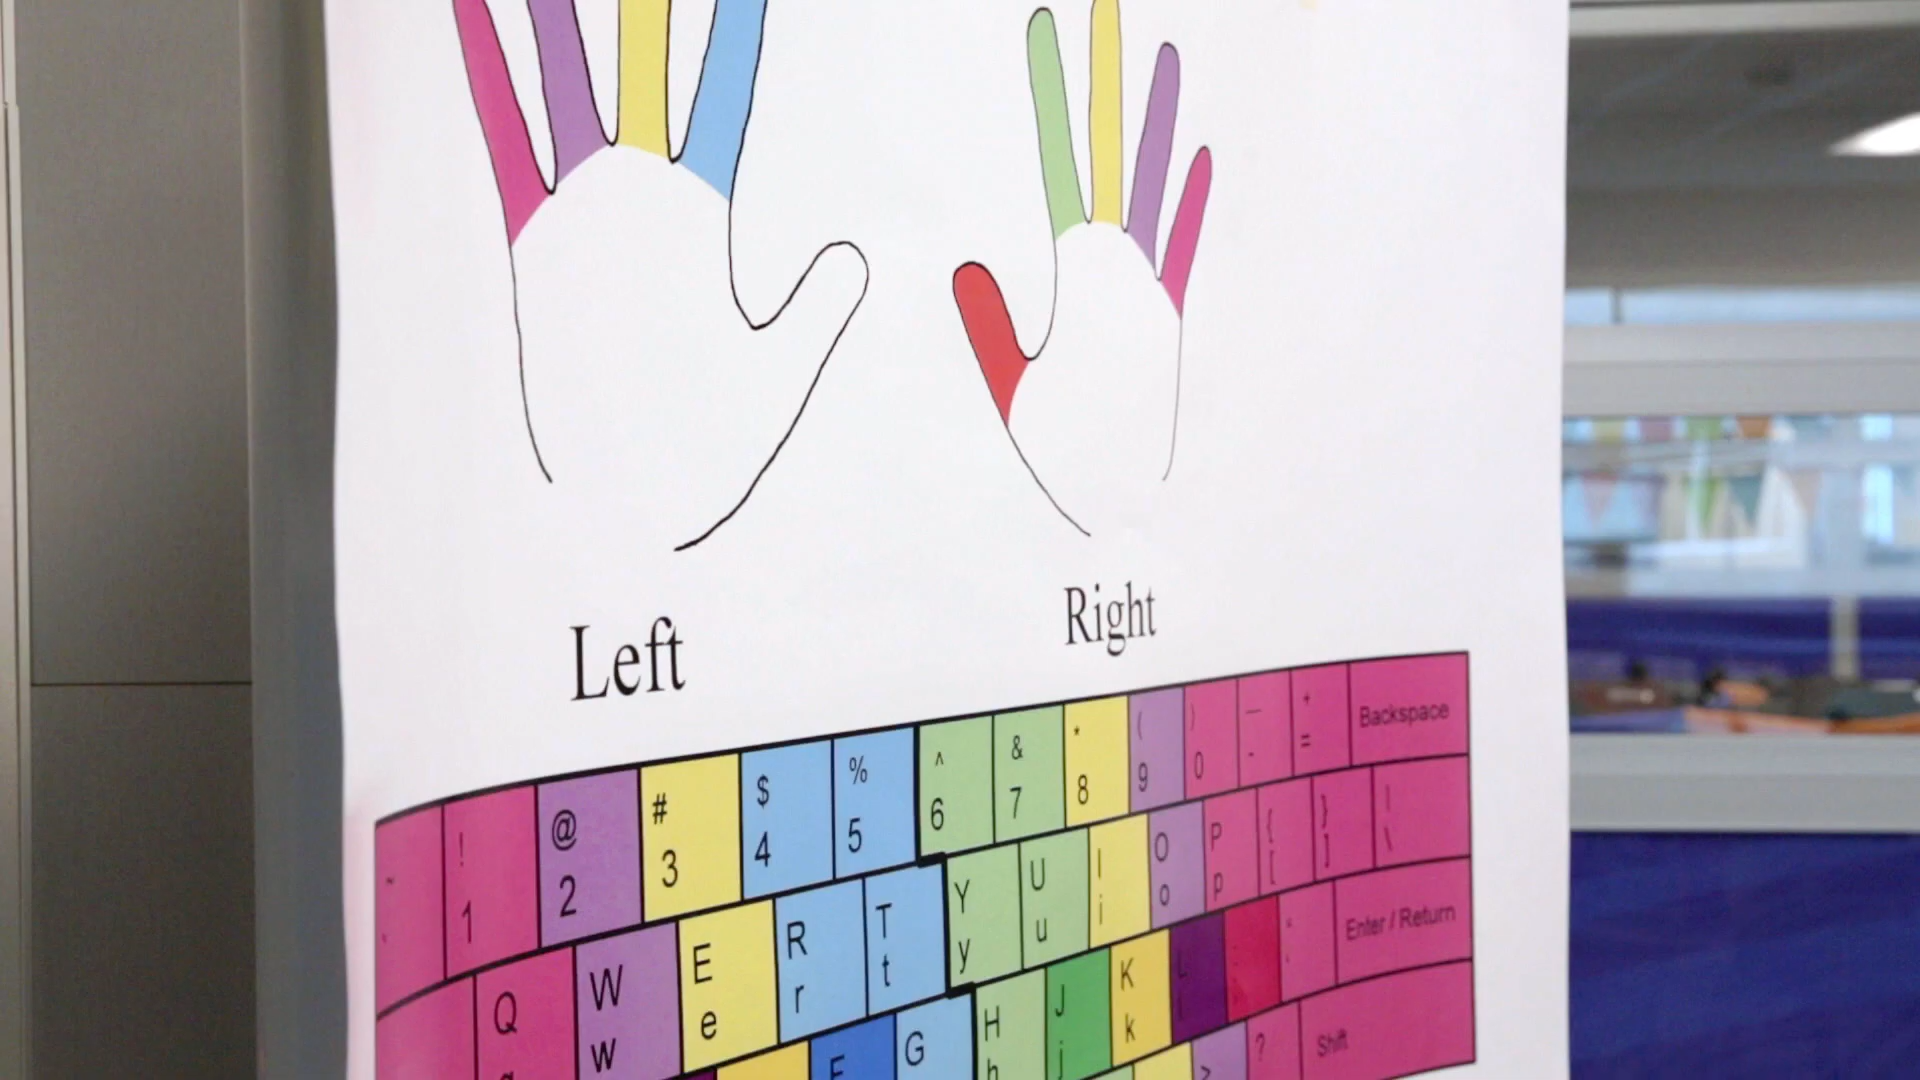 Left
Right
~ ! @ # $ % ^ & * ( ) — + Backspace
` 1 2 3 4 5 6 7 8 9 0 - =
Q W E R T Y U I O P { } |
q w e r t y u i o p [ ] \
F G H J K L " Enter / Return
h j k l '
> ? Shift